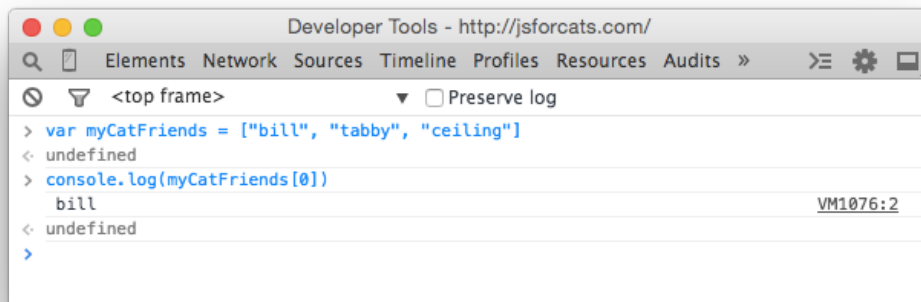 Developer Tools - http://jsforcats.com/
Elements Network Sources Timeline Profiles Resources Audits »
<top frame> ▼ Preserve log
> var myCatFriends = ["bill", "tabby", "ceiling"]
undefined
> console.log(myCatFriends[0])
bill VM1076:2
undefined
>